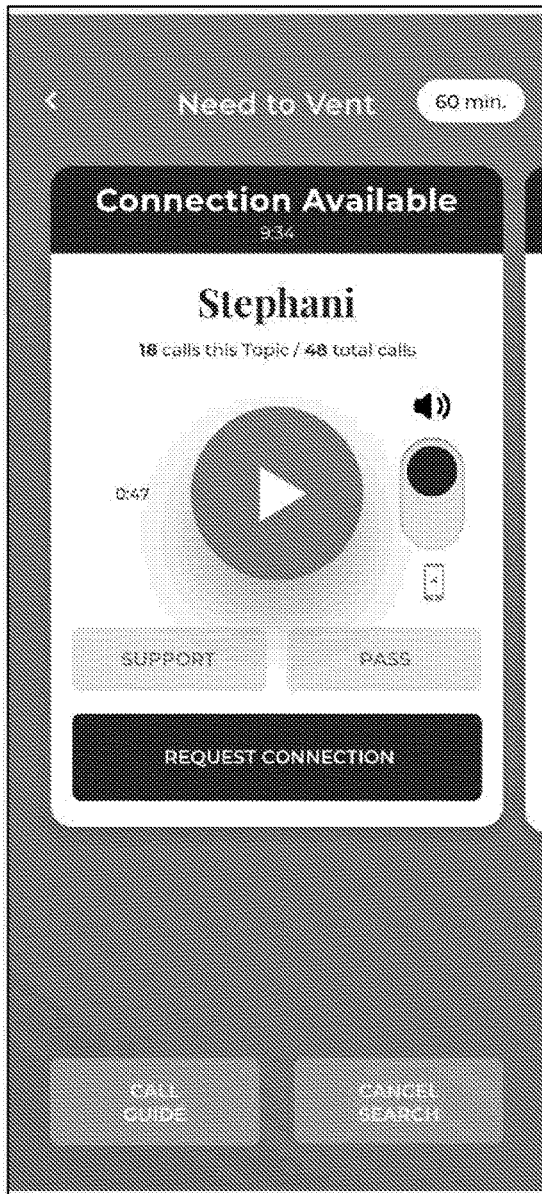 Need to Vent
60 min.
Connection Available
9:34
Stephani
18 calls this Topic / 48 total calls
0:47
SUPPORT
PASS
REQUEST CONNECTION
CALL
GUIDE
CANCEL
SEARCH